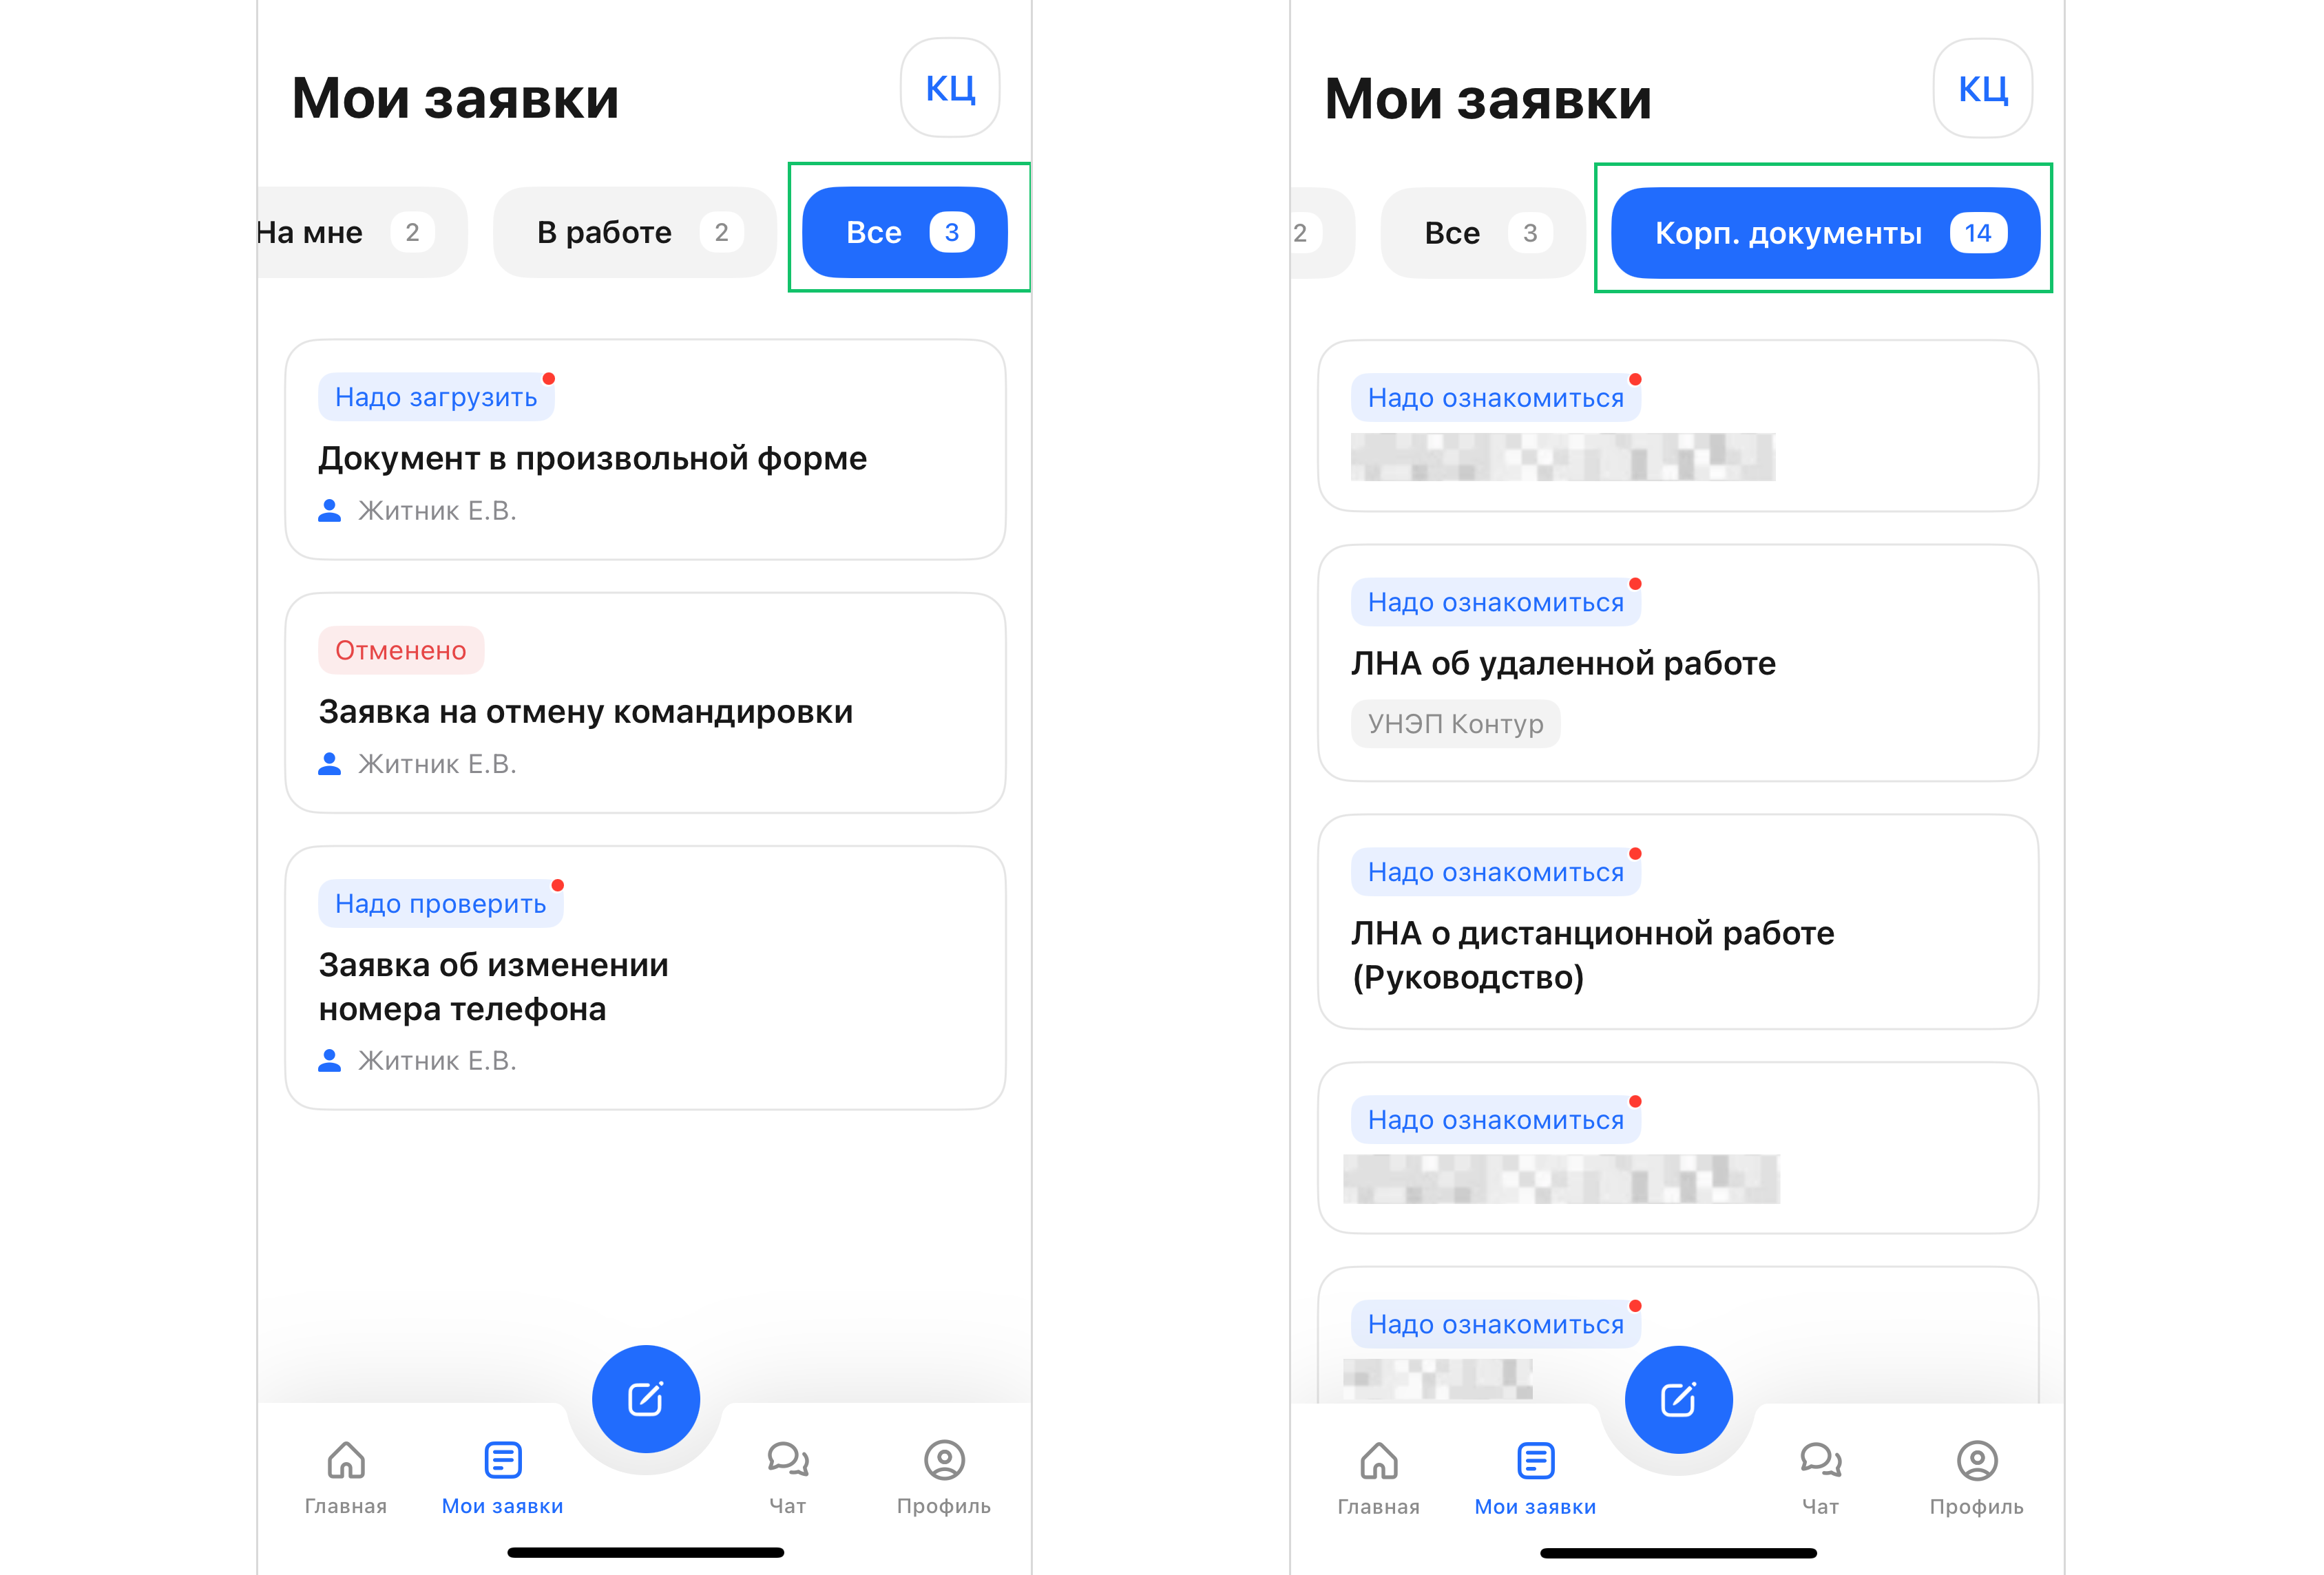 Мои заявки
КЦ
На мне 2
В работе 2
Все 3
Надо загрузить
Документ в произвольной форме
Житник Е.В.
Отменено
Заявка на отмену командировки
Житник Е.В.
Надо проверить
Заявка об изменении
номера телефона
Житник Е.В.
Главная
Мои заявки
Чат
Профиль
Мои заявки
КЦ
2
Все 3
Корп. документы 14
Надо ознакомиться
Надо ознакомиться
ЛНА об удаленной работе
УНЭП Контур
Надо ознакомиться
ЛНА о дистанционной работе
(Руководство)
Надо ознакомиться
Надо ознакомиться
Главная
Мои заявки
Чат
Профиль